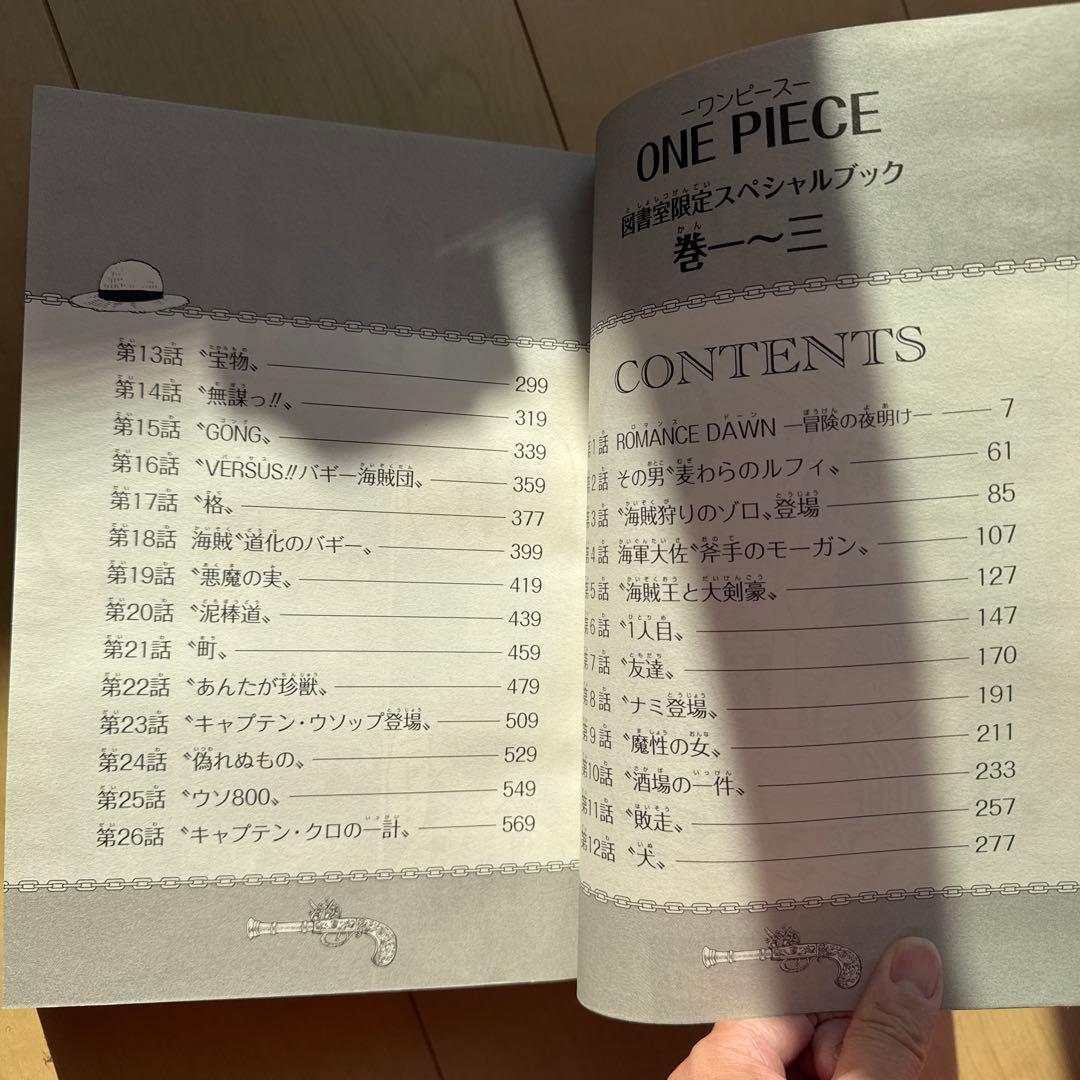 ―ワンピース―
ONE PIECE
図書室限定スペシャルブック
巻一〜三
CONTENTS
第1話 ROMANCE DAWN ―冒険の夜明け― 7
第2話 その男〝麦わらのルフィ〟 61
第3話 〝海賊狩りのゾロ〟登場 85
第4話 海軍大佐〝斧手のモーガン〟 107
第5話 〝海賊王と大剣豪〟 127
第6話 〝1人目〟 147
第7話 〝友達〟 170
第8話 〝ナミ登場〟 191
第9話 〝魔性の女〟 211
第10話 〝酒場の一件〟 233
第11話 〝敗走〟 257
第12話 〝犬〟 277
第13話 〝宝物〟 299
第14話 〝無謀っ!!〟 319
第15話 〝GONG〟 339
第16話 〝VERSUS!!バギー海賊団〟 359
第17話 〝格〟 377
第18話 海賊〝道化のバギー〟 399
第19話 〝悪魔の実〟 419
第20話 〝泥棒道〟 439
第21話 〝町〟 459
第22話 〝あんたが珍獣〟 479
第23話 〝キャプテン・ウソップ登場〟 509
第24話 〝偽れぬもの〟 529
第25話 〝ウソ800〟 549
第26話 〝キャプテン・クロの一計〟 569